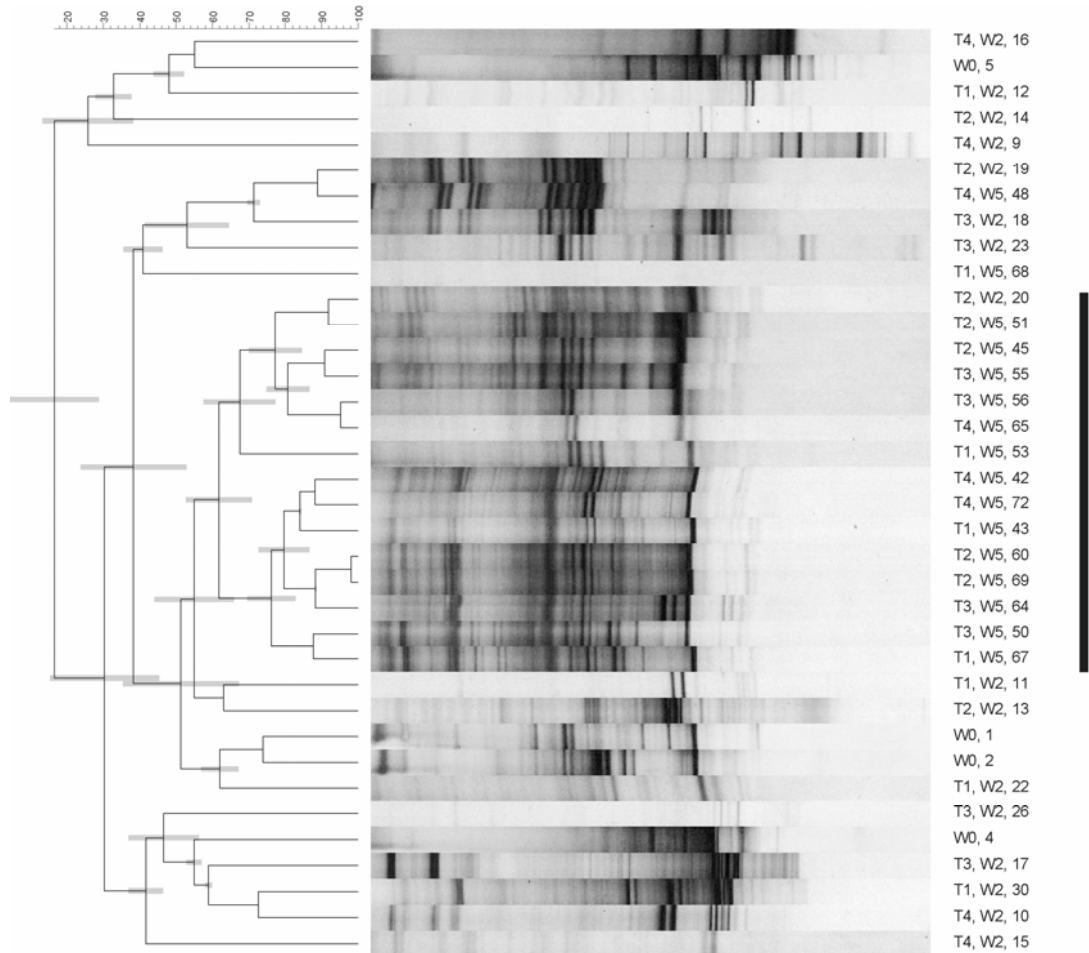 20 30 40 50 60 70 80 90 100
T4, W2, 16
W0, 5
T1, W2, 12
T2, W2, 14
T4, W2, 9
T2, W2, 19
T4, W5, 48
T3, W2, 18
T3, W2, 23
T1, W5, 68
T2, W2, 20
T2, W5, 51
T2, W5, 45
T3, W5, 55
T3, W5, 56
T4, W5, 65
T1, W5, 53
T4, W5, 42
T4, W5, 72
T1, W5, 43
T2, W5, 60
T2, W5, 69
T3, W5, 64
T3, W5, 50
T1, W5, 67
T1, W2, 11
T2, W2, 13
W0, 1
W0, 2
T1, W2, 22
T3, W2, 26
W0, 4
T3, W2, 17
T1, W2, 30
T4, W2, 10
T4, W2, 15